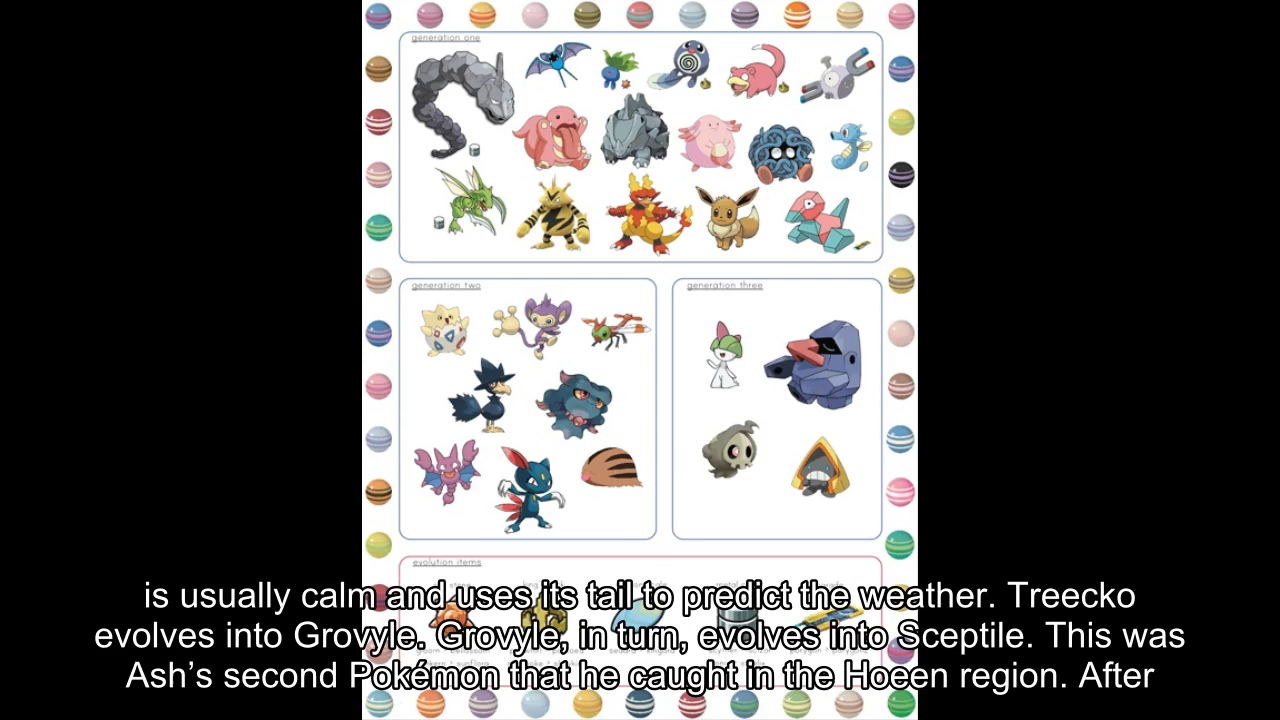 generation one
generation two
generation three
evolution items
is usually calm and uses its tail to predict the weather. Treecko
evolves into Grovyle. Grovyle, in turn, evolves into Sceptile. This was
Ash’s second Pokémon that he caught in the Hoeen region. After